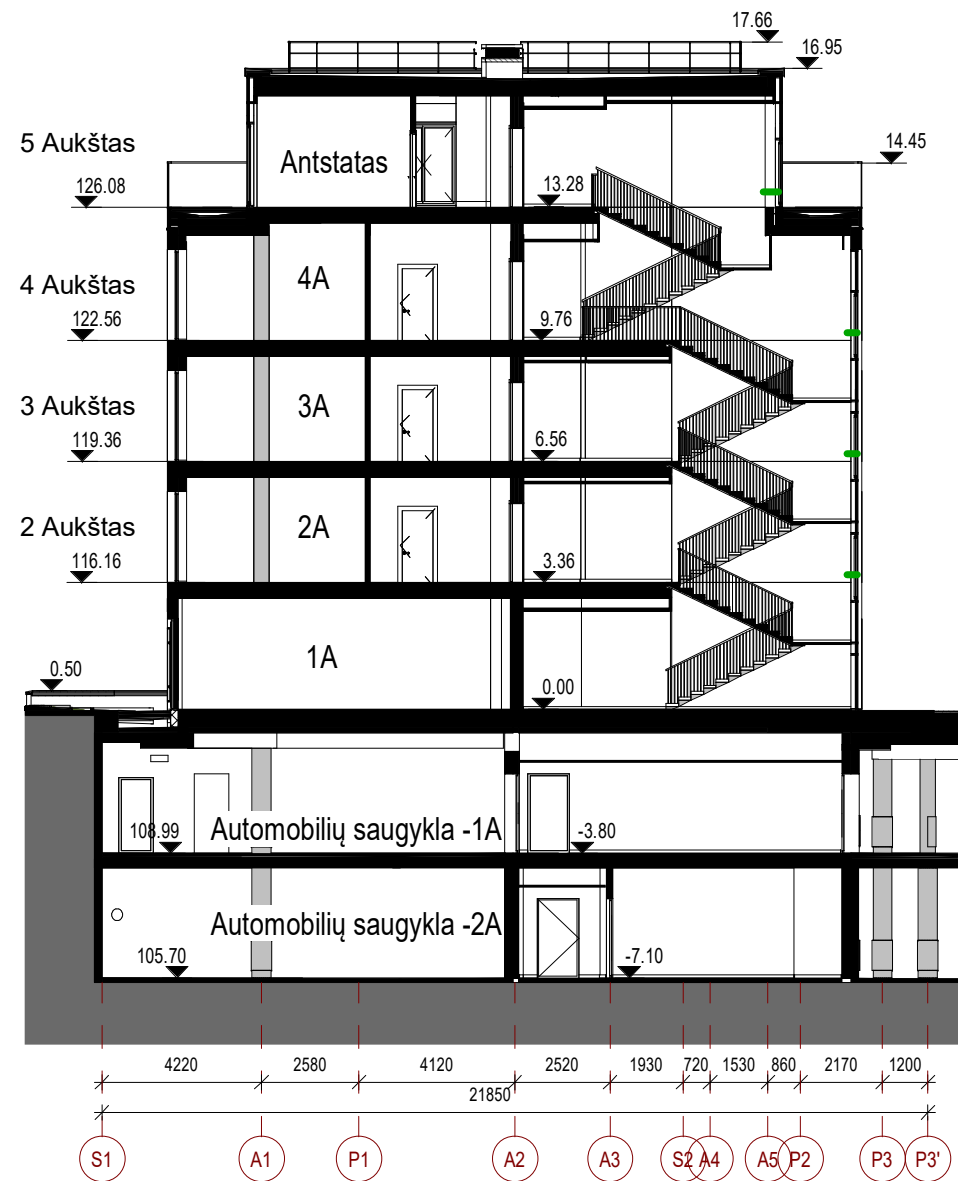 17.66
16.95
5 Aukštas
Antstatas
14.45
126.08
13.28
4 Aukštas
4A
122.56
9.76
3 Aukštas
3A
119.36
6.56
2 Aukštas
2A
116.16
3.36
1A
0.50
0.00
108.99
Automobilių saugykla -1A
-3.80
Automobilių saugykla -2A
105.70
-7.10
4220 2580 4120 2520 1930 720 1530 860 2170 1200
21850
S1 A1 P1 A2 A3 S2 A4 A5 P2 P3 P3'